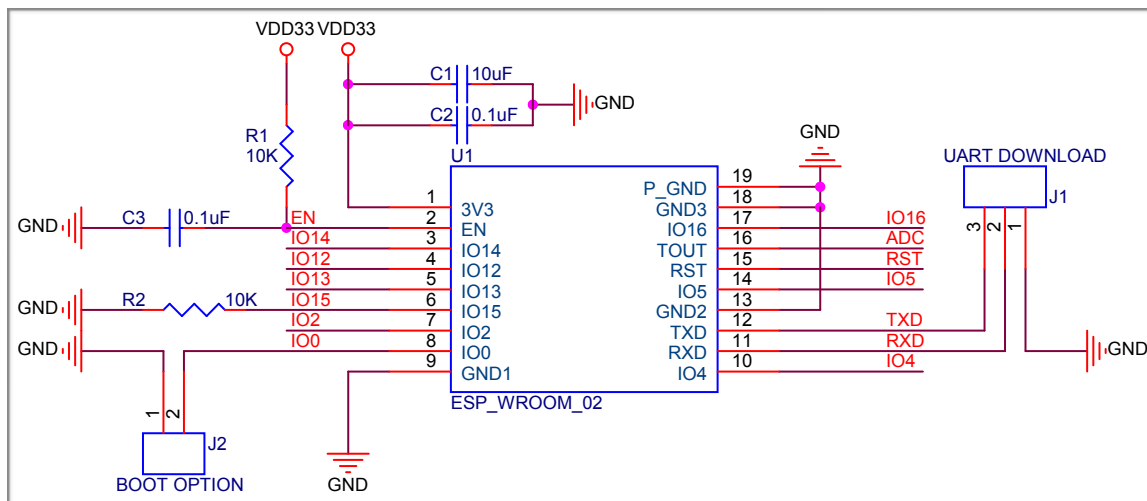 VDD33 VDD33
C1 10uF
GND
C2 0.1uF
R1
10K
U1
GND
UART DOWNLOAD
J1
19
P_GND
1
3V3
18
GND3
GND
C3
0.1uF
EN
2
EN
17
IO16
IO16
3 2 1
IO14
3
IO14
16
TOUT
ADC
IO12
4
IO12
15
RST
RST
IO13
5
IO13
14
IO5
IO5
GND
R2
10K
IO15
6
IO15
13
GND2
IO2
7
IO2
12
TXD
TXD
GND
IO0
8
IO0
11
RXD
RXD
GND
9
GND1
10
IO4
IO4
ESP_WROOM_02
1 2
J2
BOOT OPTION
GND